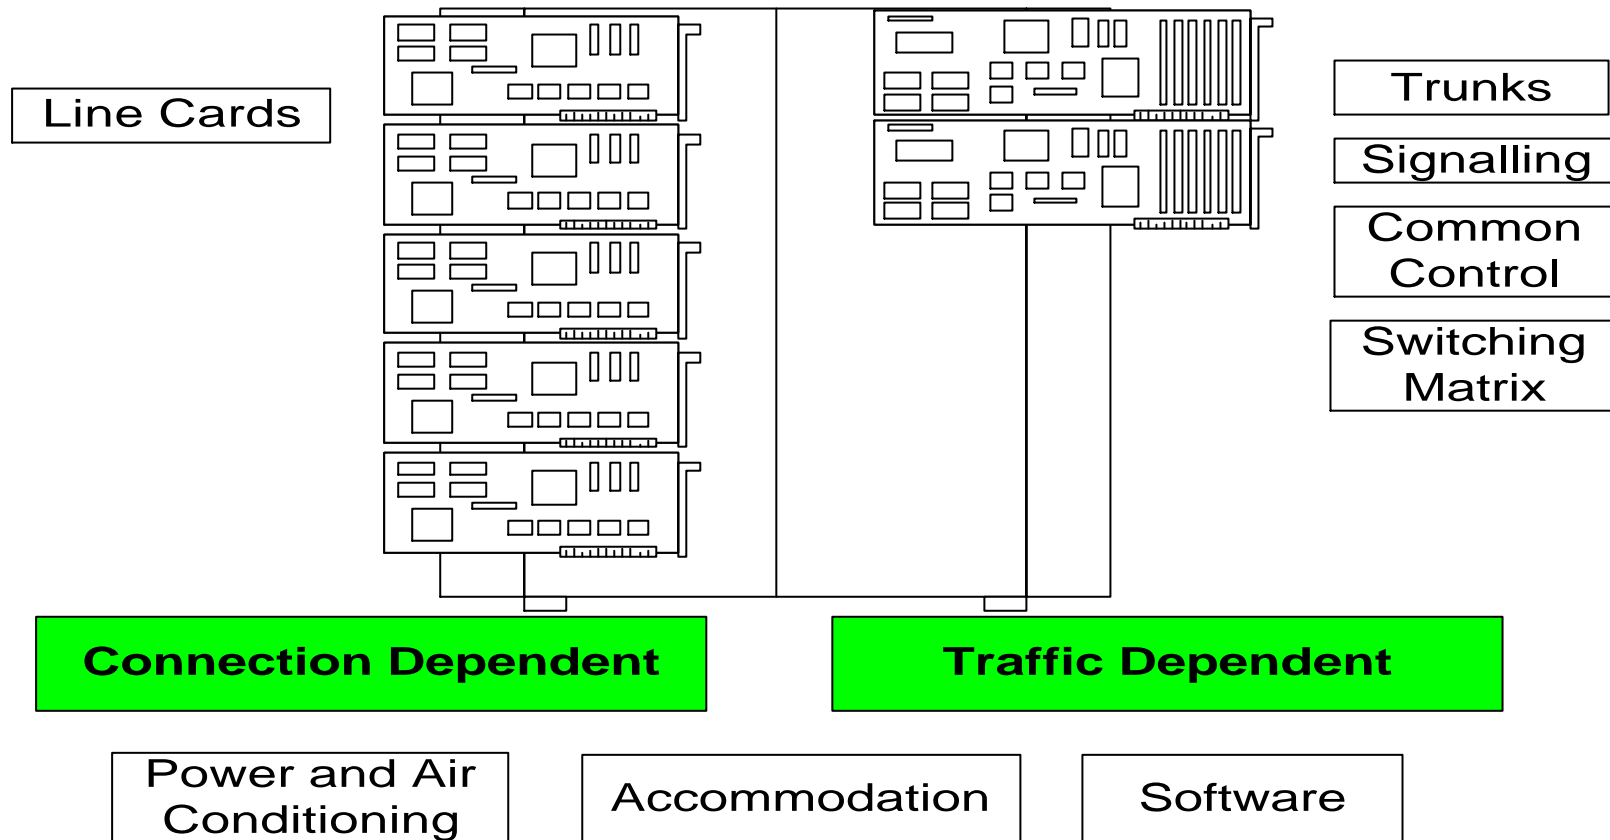 Line Cards
Trunks
Signalling
Common
Control
Switching
Matrix
Connection Dependent
Traffic Dependent
Power and Air
Conditioning
Accommodation
Software